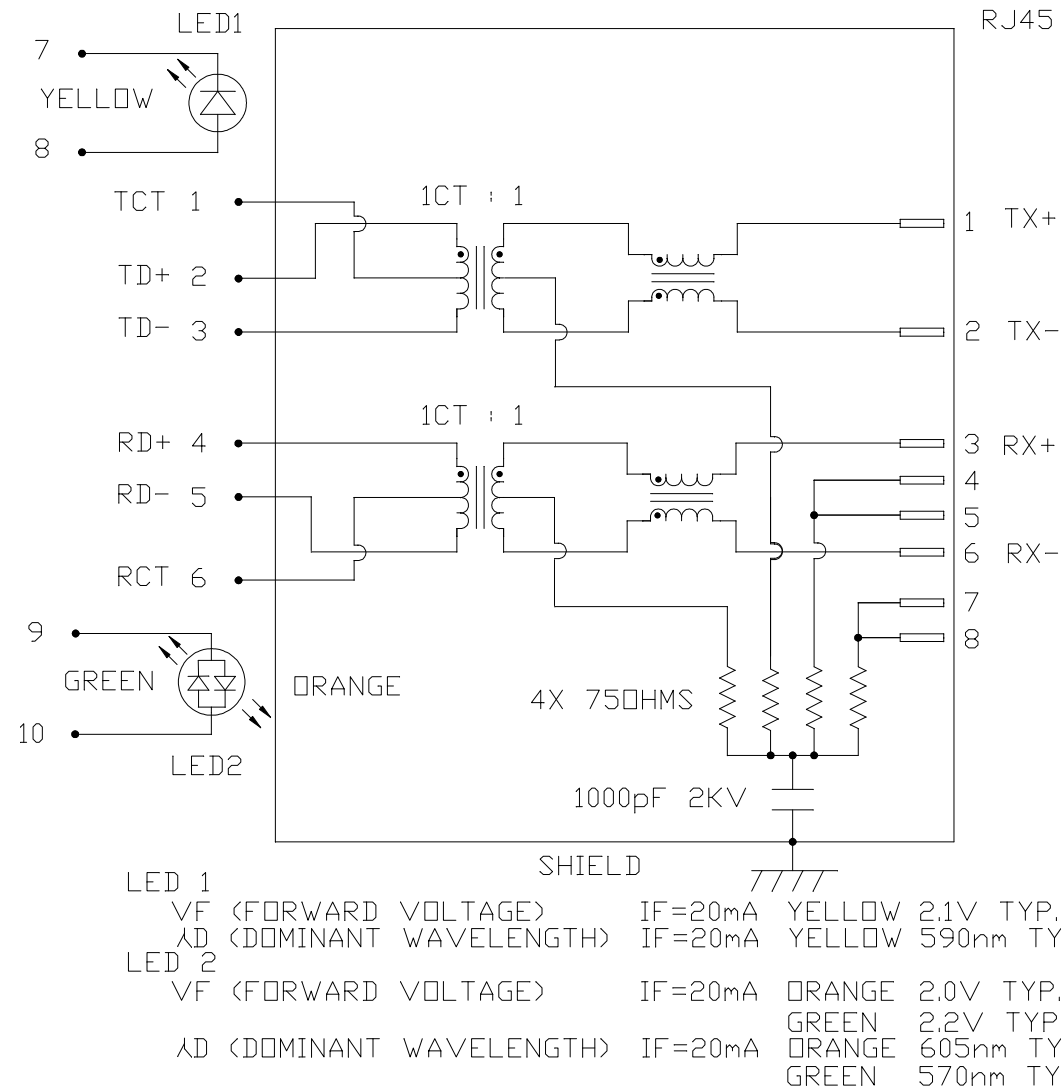 LED1
RJ45
7
YELLOW
8
TCT 1
1CT : 1
1 TX+
TD+ 2
TD- 3
2 TX-
1CT : 1
RD+ 4
3 RX+
4
RD- 5
5
6 RX-
RCT 6
7
8
9
GREEN
ORANGE
4X 75OHMS
10
LED2
1000pF 2KV
SHIELD
LED 1
VF (FORWARD VOLTAGE) IF=20mA YELLOW 2.1V TYP.
λD (DOMINANT WAVELENGTH) IF=20mA YELLOW 590nm TY
LED 2
VF (FORWARD VOLTAGE) IF=20mA ORANGE 2.0V TYP.
GREEN 2.2V TYP
λD (DOMINANT WAVELENGTH) IF=20mA ORANGE 605nm TY
GREEN 570nm TY